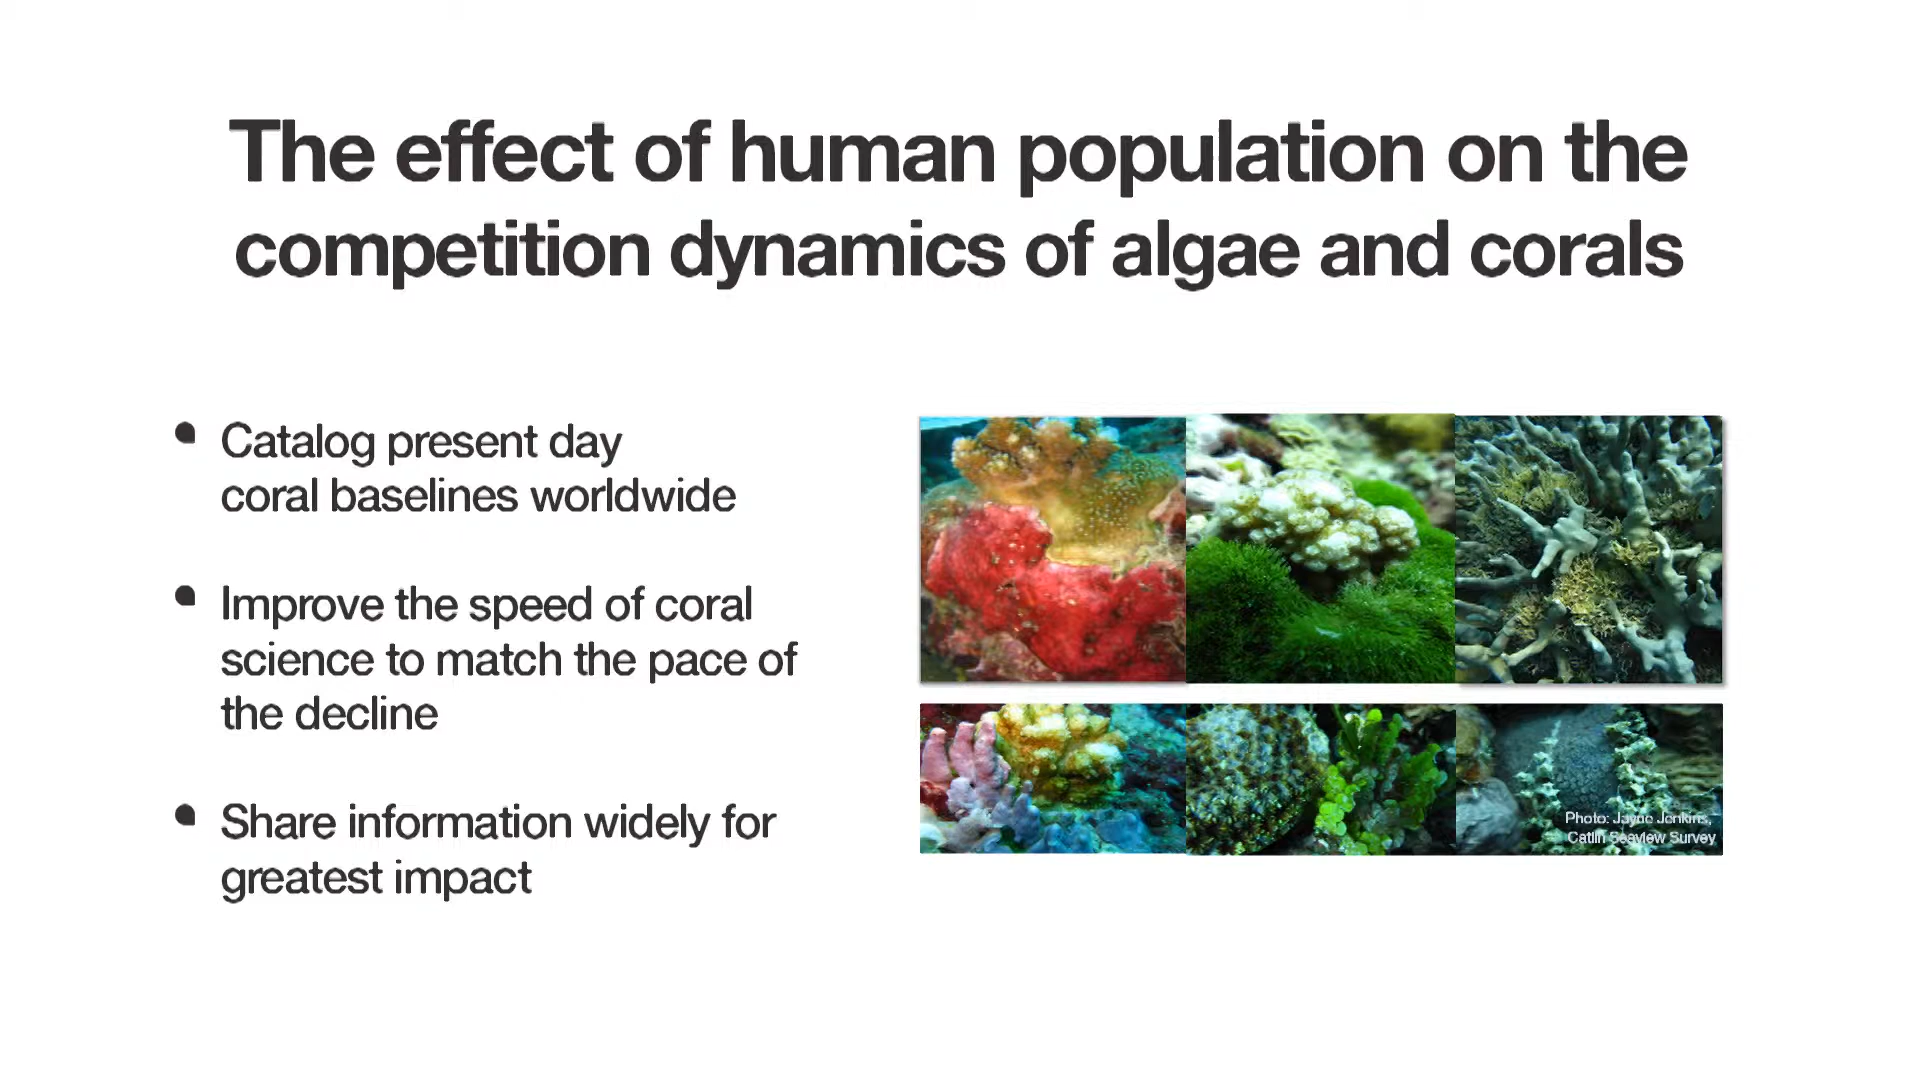 The effect of human population on the
competition dynamics of algae and corals
Catalog present day
coral baselines worldwide
Improve the speed of coral
science to match the pace of
the decline
Share information widely for
greatest impact
Photo: Jayne Jenkins,
Catlin Seaview Survey